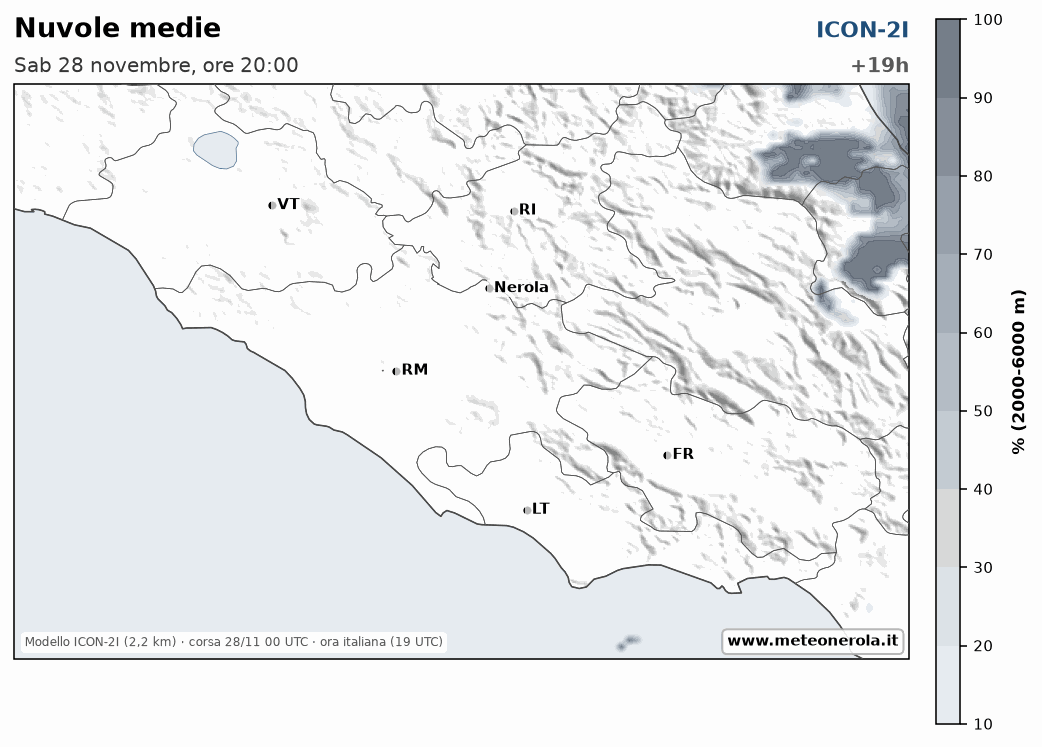 Nuvole medie
ICON-2I
Sab 28 novembre, ore 20:00
+19h
100
90
80
70
60
50
40
30
20
10
% (2000-6000 m)
VT
RI
Nerola
RM
FR
LT
Modello ICON-2I (2,2 km) · corsa 28/11 00 UTC · ora italiana (19 UTC)
www.meteonerola.it